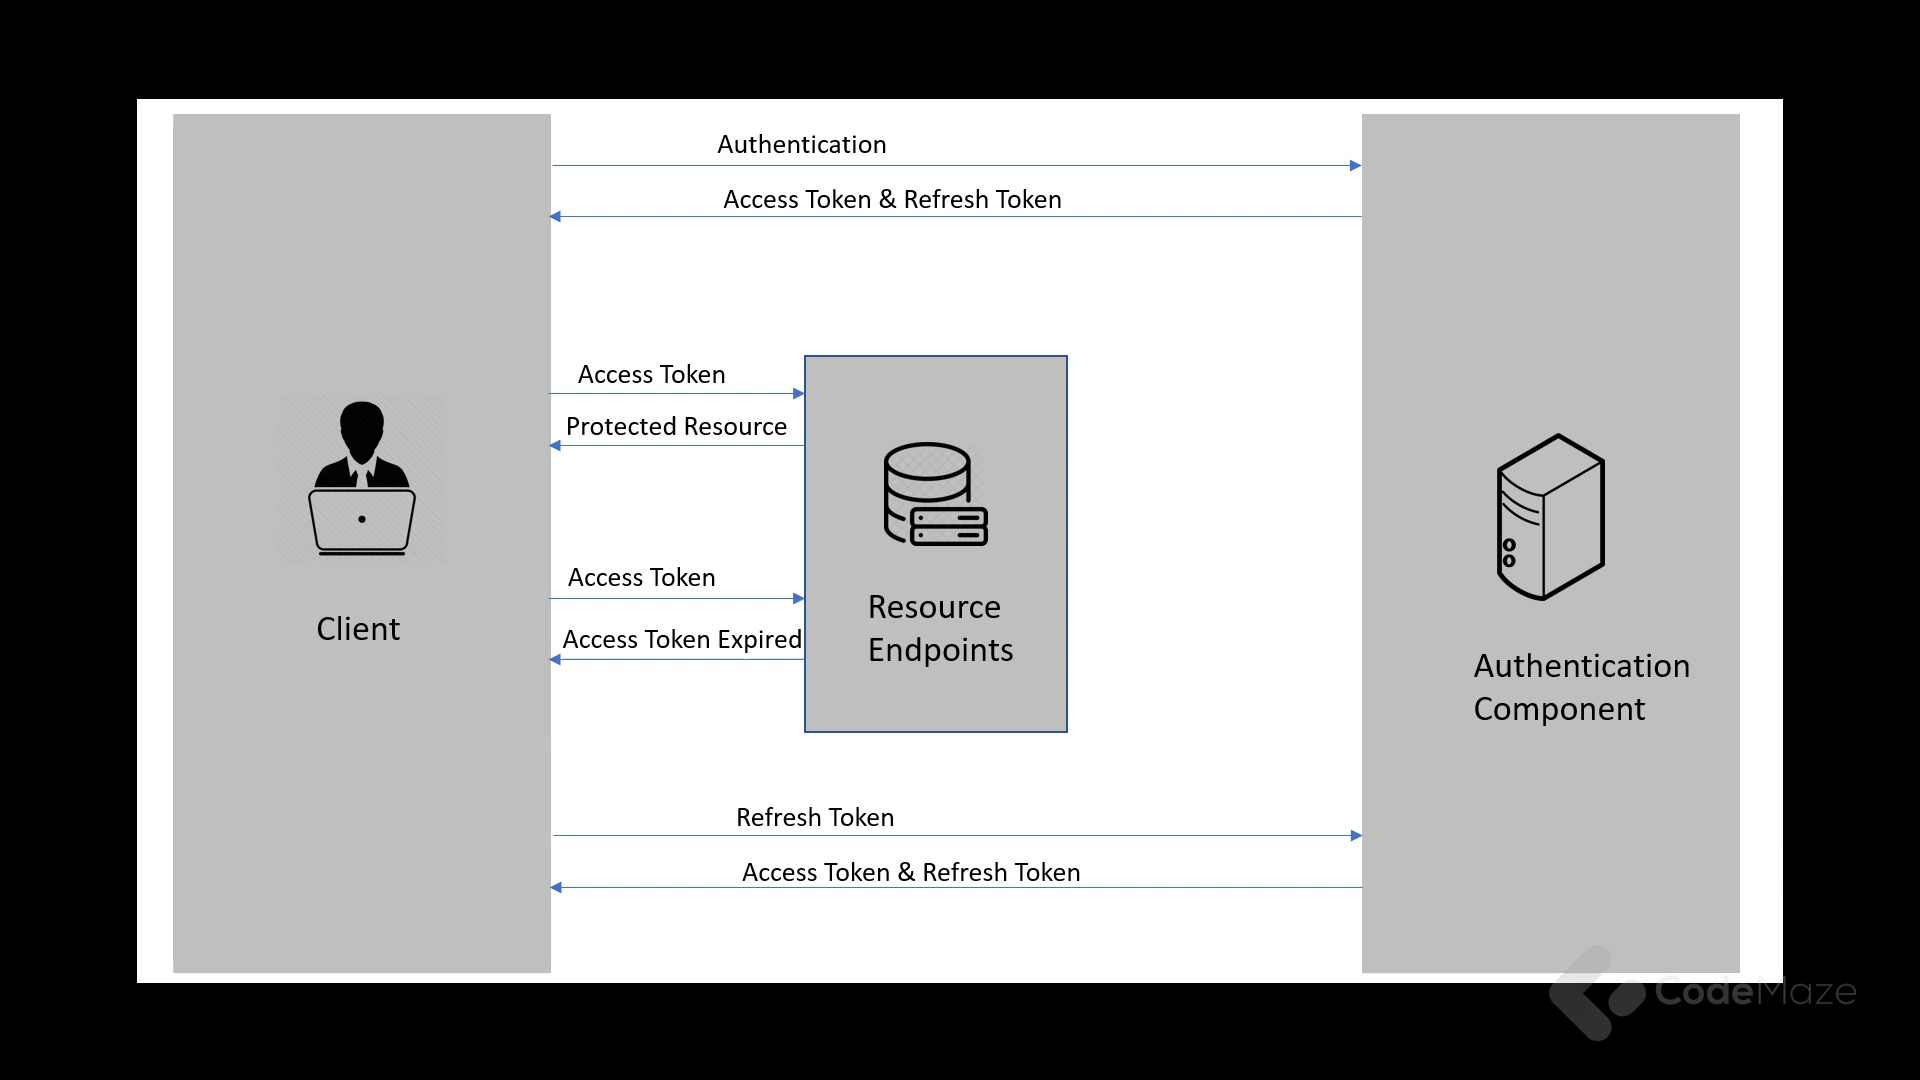 Authentication
Access Token & Refresh Token
Access Token
Protected Resource
Access Token
Access Token Expired
Client
Resource
Endpoints
Authentication
Component
Refresh Token
Access Token & Refresh Token
CodeMaze